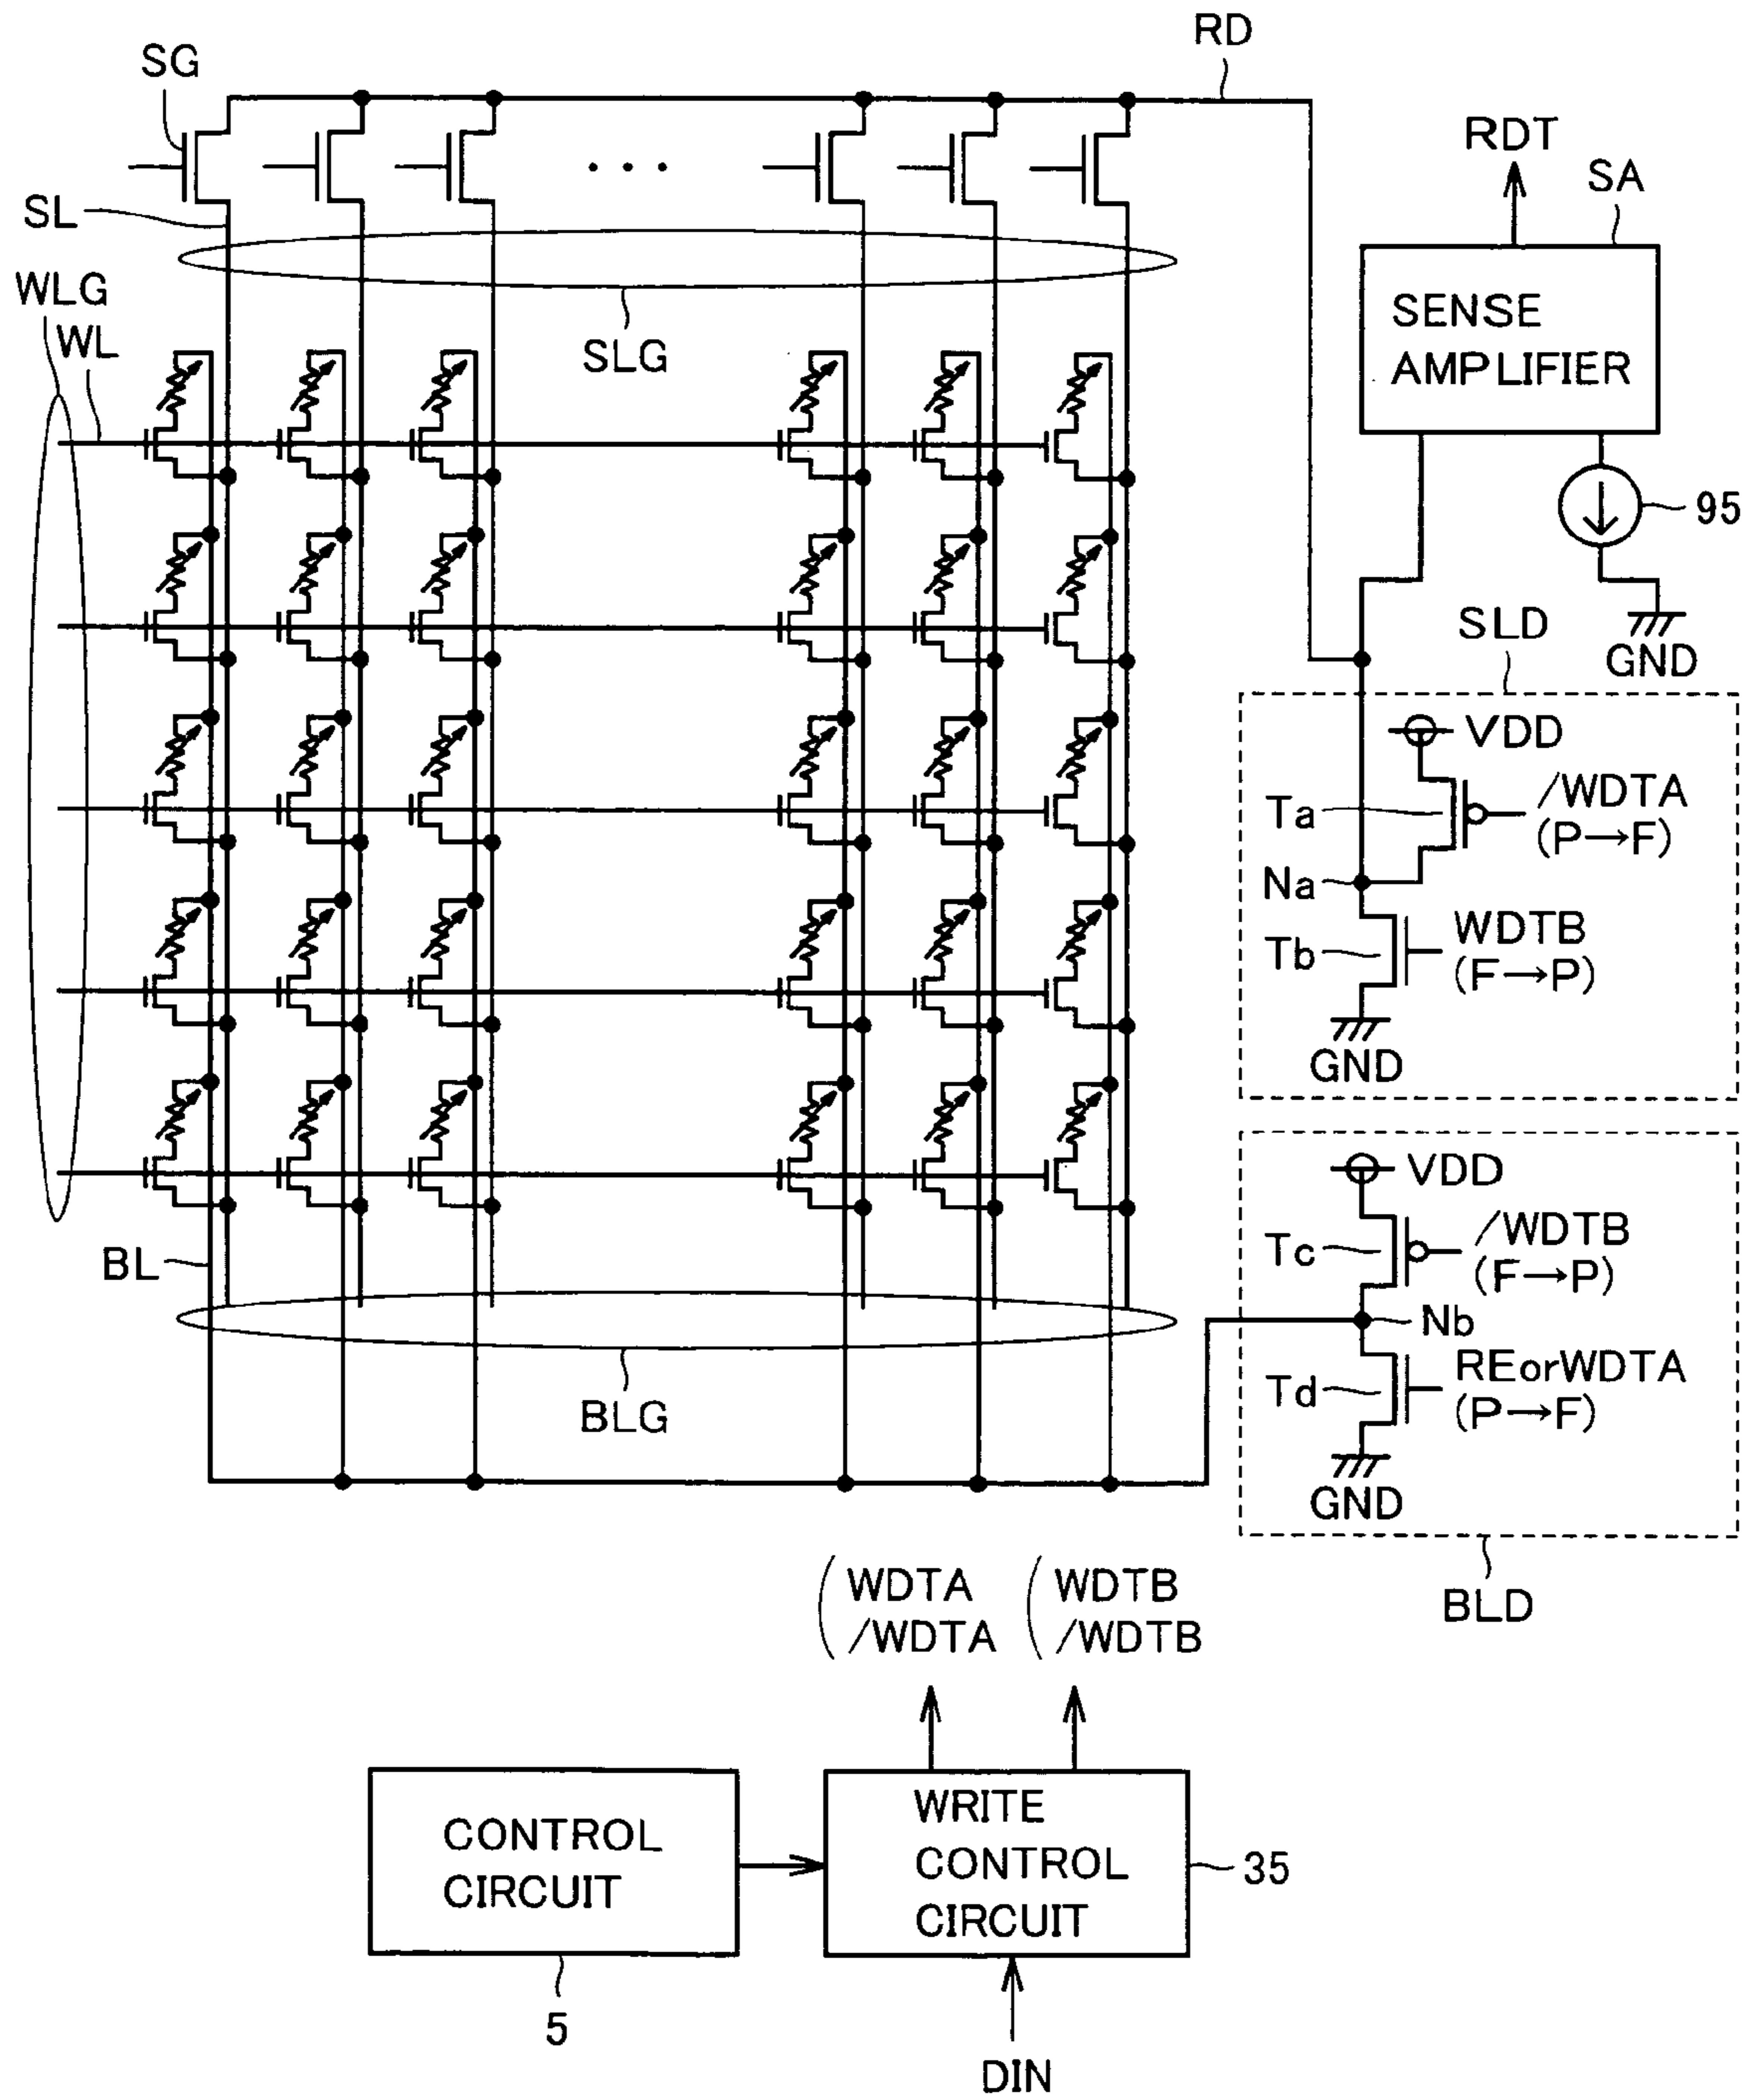 RD
SG
RDT
SA
SL
WLG
WL
SLG
SENSE
AMPLIFIER
95
GND
SLD
VDD
Ta
/WDTA
(P→F)
Na
Tb
WDTB
(F→P)
GND
VDD
Tc
/WDTB
(F→P)
BL
Nb
Td
REorWDTA
(P→F)
BLG
GND
BLD
WDTA
/WDTA
WDTB
/WDTB
CONTROL
CIRCUIT
5
WRITE
CONTROL
CIRCUIT
35
DIN